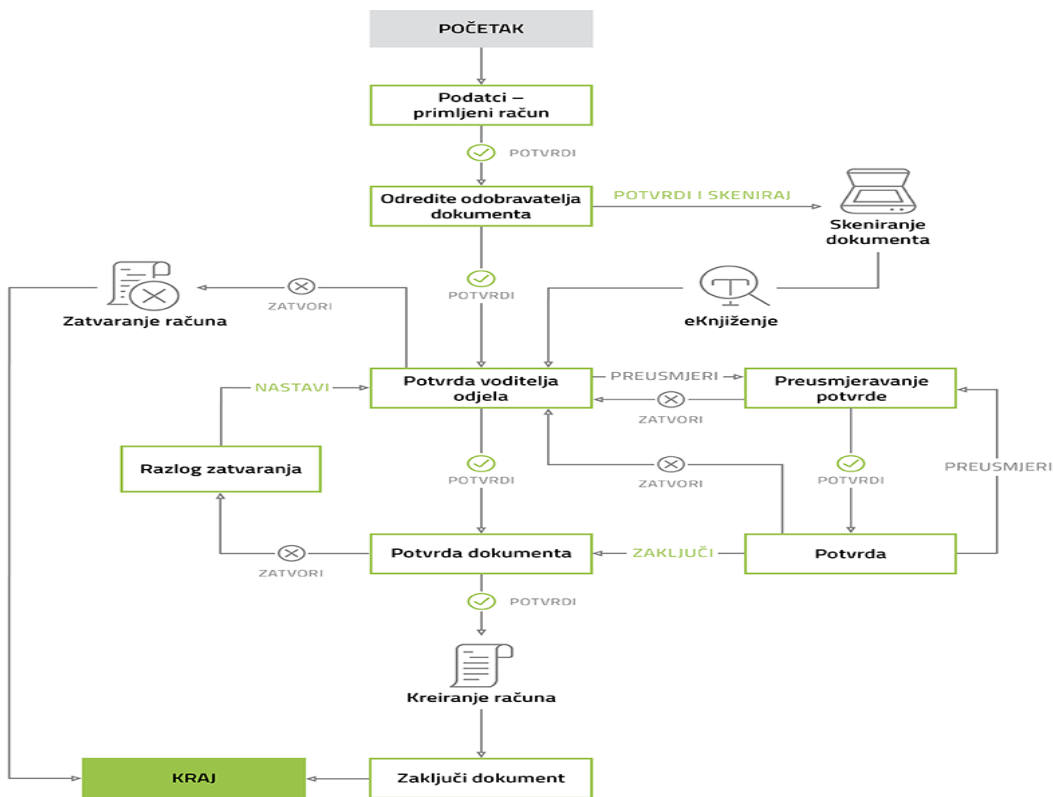 POČETAK
Podatci –
primljeni račun
POTVRDI
Odredite odobravatelja
dokumenta
POTVRDI I SKENIRAJ
Skeniranje
dokumenta
POTVRDI
ZATVORI
Zatvaranje računa
eKnjiženje
NASTAVI
Potvrda voditelja
odjela
PREUSMJERI
ZATVORI
Preusmjeravanje
potvrde
Razlog zatvaranja
POTVRDI
ZATVORI
POTVRDI
PREUSMJERI
ZATVORI
Potvrda dokumenta
ZAKLJUČI
Potvrda
POTVRDI
Kreiranje računa
KRAJ
Zaključi dokument